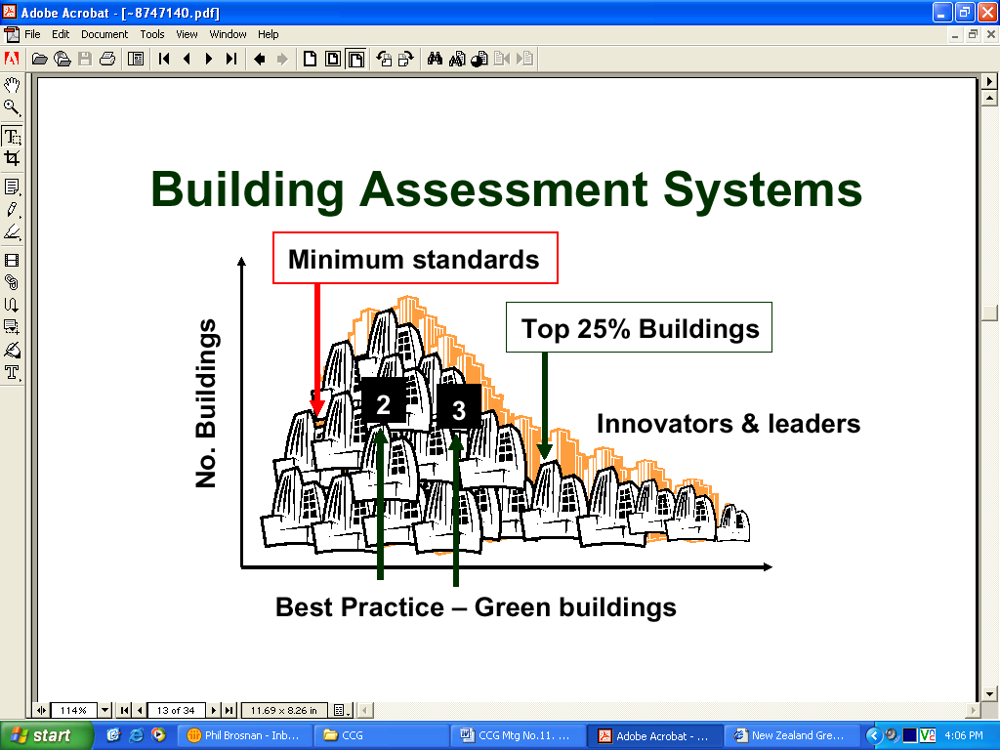 Adobe Acrobat - [~8747140.pdf]
File Edit Document Tools View Window Help
Building Assessment Systems
Minimum standards
Top 25% Buildings
No. Buildings
2
3
Innovators & leaders
Best Practice – Green buildings
114%
13 of 34
11.69 x 8.26 in
start
Phil Brosnan - Inb...
CCG
CCG Mtg No.11. ...
Adobe Acrobat - ...
New Zealand Gre...
4:06 PM